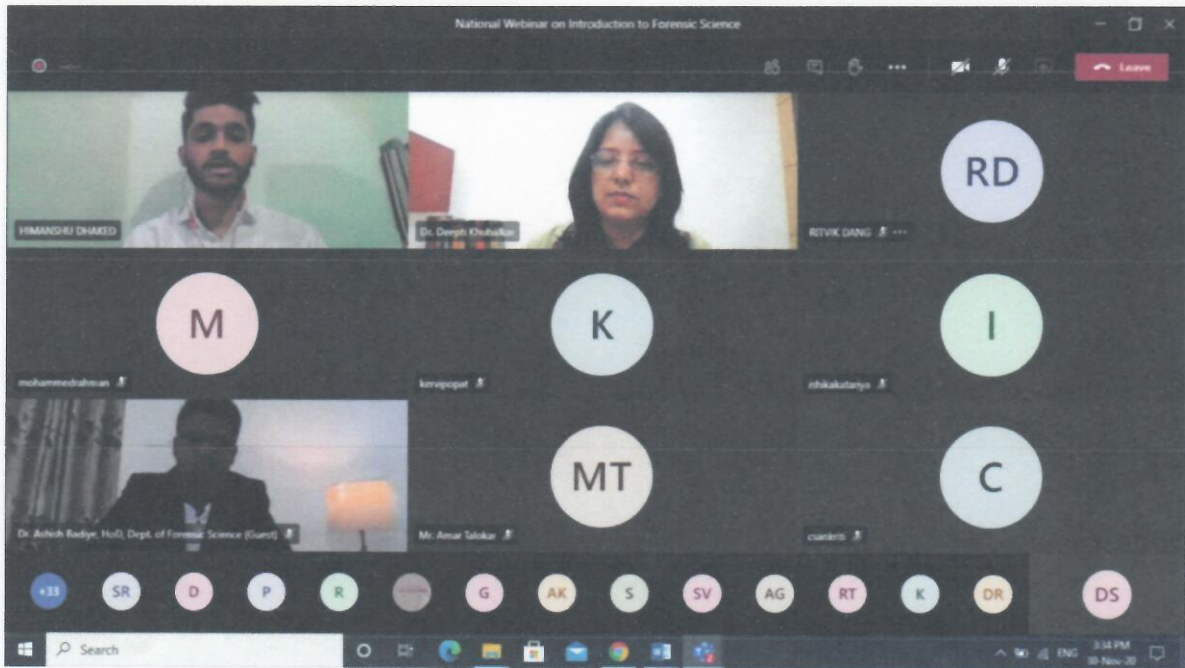 National Webinar on Introduction to Forensic Science
Leave
HIMANSHU DHAKED
Dr. Deepti Khubalkar
RD
RITVIK DANG
M
mohammedrahman
K
kervipopat
I
ishikakatariya
Dr. Ashish Badiye, HoD, Dept. of Forensic Science (Guest)
MT
Mr. Amar Talokar
C
csankriti
+33
SR
D
P
R
G
AK
S
SV
AG
RT
K
DR
DS
Search
ENG
3:34 PM
30-Nov-20